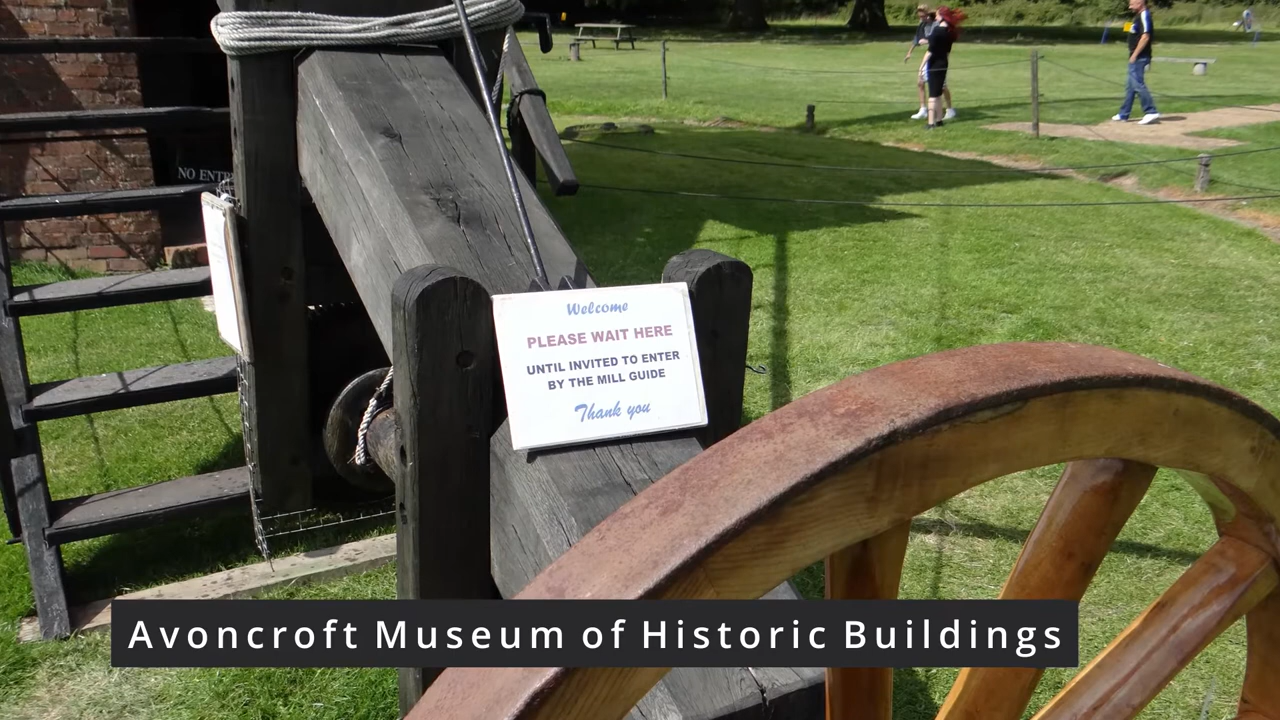 NO ENTR
Welcome
PLEASE WAIT HERE
UNTIL INVITED TO ENTER
BY THE MILL GUIDE
Thank you
Avoncroft Museum of Historic Buildings